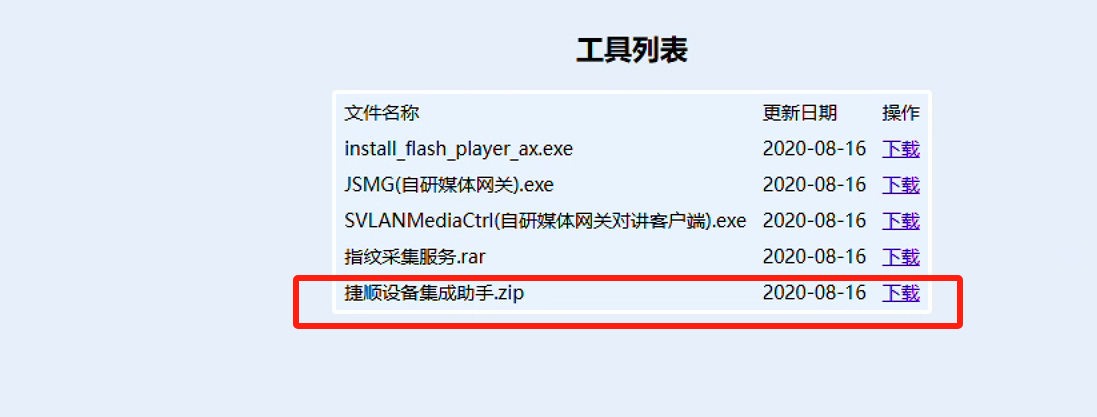 工具列表
文件名称 更新日期 操作
install_flash_player_ax.exe 2020-08-16 下载
JSMG(自研媒体网关).exe 2020-08-16 下载
SVLANMediaCtrl(自研媒体网关对讲客户端).exe 2020-08-16 下载
指纹采集服务.rar 2020-08-16 下载
捷顺设备集成助手.zip 2020-08-16 下载